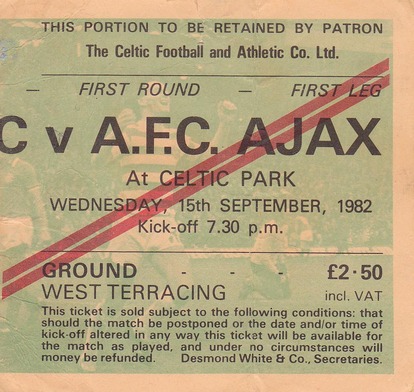 THIS PORTION TO BE RETAINED BY PATRON
The Celtic Football and Athletic Co. Ltd.
— FIRST ROUND — FIRST LEG
C v A.F.C. AJAX
At CELTIC PARK
WEDNESDAY, 15th SEPTEMBER, 1982
Kick-off 7.30 p.m.
GROUND - - - £2·50
WEST TERRACING incl. VAT
This ticket is sold subject to the following conditions: that
should the match be postponed or the date and/or time of
kick-off altered in any way this ticket will be available for
the match as played, and under no circumstances will
money be refunded. Desmond White & Co., Secretaries.